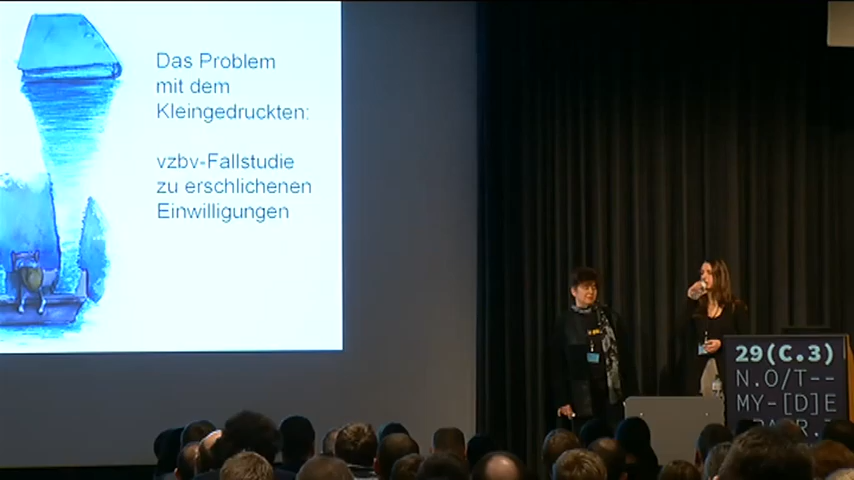 Das Problem
mit dem
Kleingedruckten:
vzbv-Fallstudie
zu erschlichenen
Einwilligungen
29(C.3)
N.O/T--
MY-[D]E